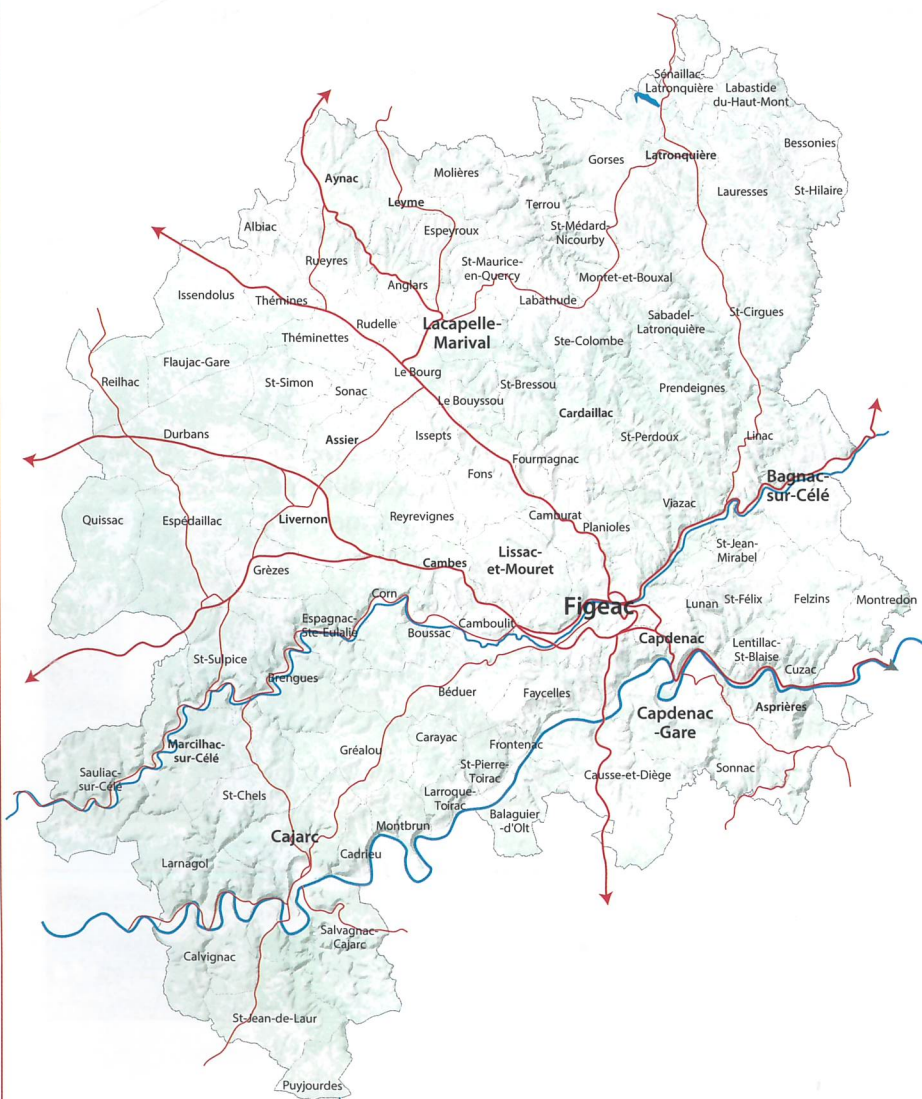 Sénaillac-
Latronquière
Labastide
du-Haut-Mont
Bessonies
Gorses
Latronquière
Molières
Aynac
Lauresses
St-Hilaire
Leyme
Terrou
Albiac
Espeyroux
St-Médard-
Nicourby
Rueyres
St-Maurice-
en-Quercy
Montet-et-Bouxal
Anglars
Issendolus
Thémines
Labathude
St-Cirgues
Rudelle
Lacapelle-
Marival
Sabadel-
Latronquière
Théminettes
Ste-Colombe
Flaujac-Gare
Le Bourg
Reilhac
St-Simon
Sonac
St-Bressou
Prendeignes
Le Bouyssou
Cardaillac
Durbans
Assier
Issepts
St-Perdoux
Linac
Fourmagnac
Fons
Bagnac-
sur-Célé
Viazac
Quissac
Espédaillac
Livernon
Reyrevignes
Camburat
Planioles
St-Jean-
Mirabel
Lissac-
et-Mouret
Cambes
Grèzes
Corn
Figeac
Lunan
St-Félix
Felzins
Montredon
Espagnac-
Ste-Eulalie
Boussac
Camboulit
Capdenac
Lentillac-
St-Blaise
St-Sulpice
Cuzac
Brengues
Béduer
Faycelles
Asprières
Capdenac
-Gare
Carayac
Frontenac
Marcilhac-
sur-Célé
Gréalou
St-Pierre-
Toirac
Sauliac-
sur-Célé
Causse-et-Diège
Sonnac
St-Chels
Larroque-
Toirac
Balaguier
-d'Olt
Montbrun
Cajarc
Cadrieu
Larnagol
Salvagnac-
Cajarc
Calvignac
St-Jean-de-Laur
Puyjourdes